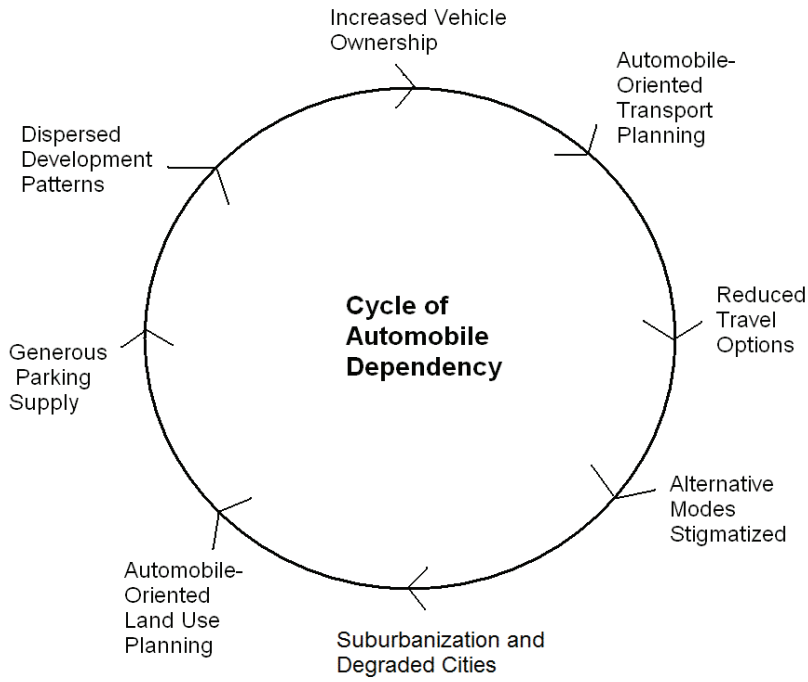 Increased Vehicle
Ownership
Automobile-
Oriented
Transport
Planning
Dispersed
Development
Patterns
Cycle of
Automobile
Dependency
Reduced
Travel
Options
Generous
Parking
Supply
Alternative
Modes
Stigmatized
Automobile-
Oriented
Land Use
Planning
Suburbanization and
Degraded Cities